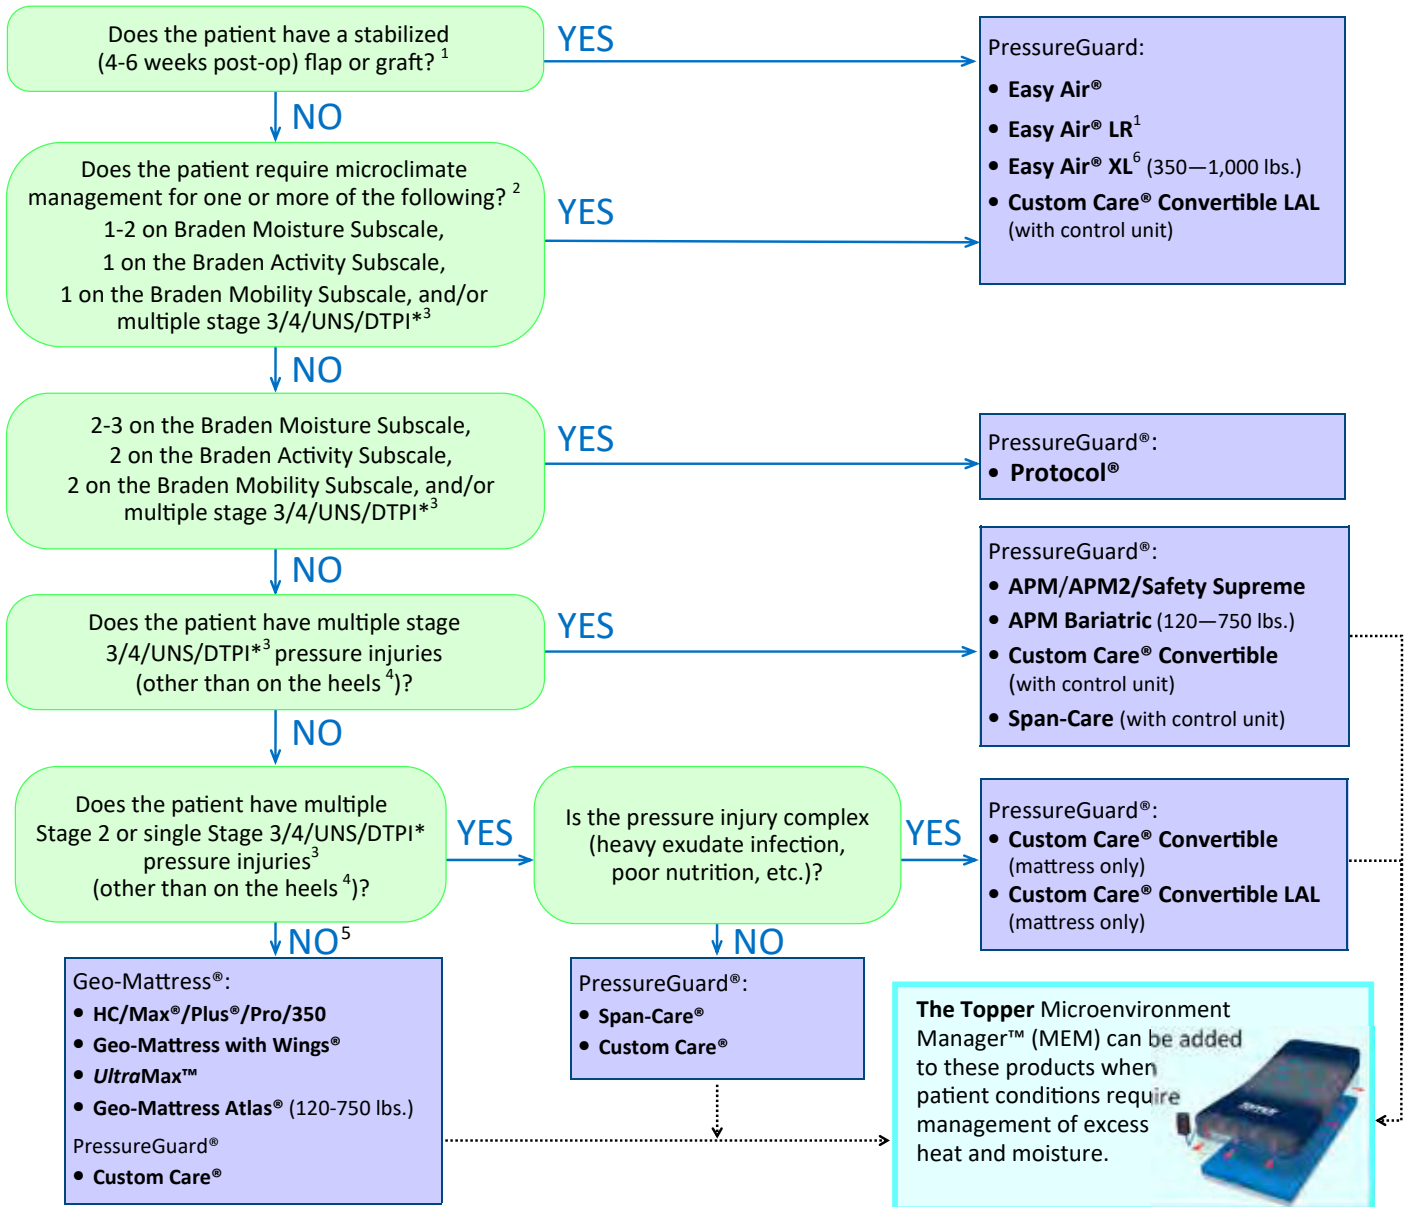 Does the patient have a stabilized
(4-6 weeks post-op) flap or graft? 1
YES
NO
PressureGuard:
• Easy Air®
• Easy Air® LR1
• Easy Air® XL6 (350—1,000 lbs.)
• Custom Care® Convertible LAL
(with control unit)
Does the patient require microclimate
management for one or more of the following? 2
1-2 on Braden Moisture Subscale,
1 on the Braden Activity Subscale,
1 on the Braden Mobility Subscale, and/or
multiple stage 3/4/UNS/DTPI*3
YES
NO
2-3 on the Braden Moisture Subscale,
2 on the Braden Activity Subscale,
2 on the Braden Mobility Subscale, and/or
multiple stage 3/4/UNS/DTPI*3
YES
NO
PressureGuard®:
• Protocol®
Does the patient have multiple stage
3/4/UNS/DTPI*3 pressure injuries
(other than on the heels 4)?
YES
NO
PressureGuard®:
• APM/APM2/Safety Supreme
• APM Bariatric (120—750 lbs.)
• Custom Care® Convertible
(with control unit)
• Span-Care (with control unit)
Does the patient have multiple
Stage 2 or single Stage 3/4/UNS/DTPI*
pressure injuries3
(other than on the heels 4)?
YES
NO5
Is the pressure injury complex
(heavy exudate infection,
poor nutrition, etc.)?
YES
NO
PressureGuard®:
• Custom Care® Convertible
(mattress only)
• Custom Care® Convertible LAL
(mattress only)
Geo-Mattress®:
• HC/Max®/Plus®/Pro/350
• Geo-Mattress with Wings®
• UltraMax™
• Geo-Mattress Atlas® (120-750 lbs.)
PressureGuard®
• Custom Care®
PressureGuard®:
• Span-Care®
• Custom Care®
The Topper Microenvironment
Manager™ (MEM) can be added
to these products when
patient conditions require
management of excess
heat and moisture.
TOPPER